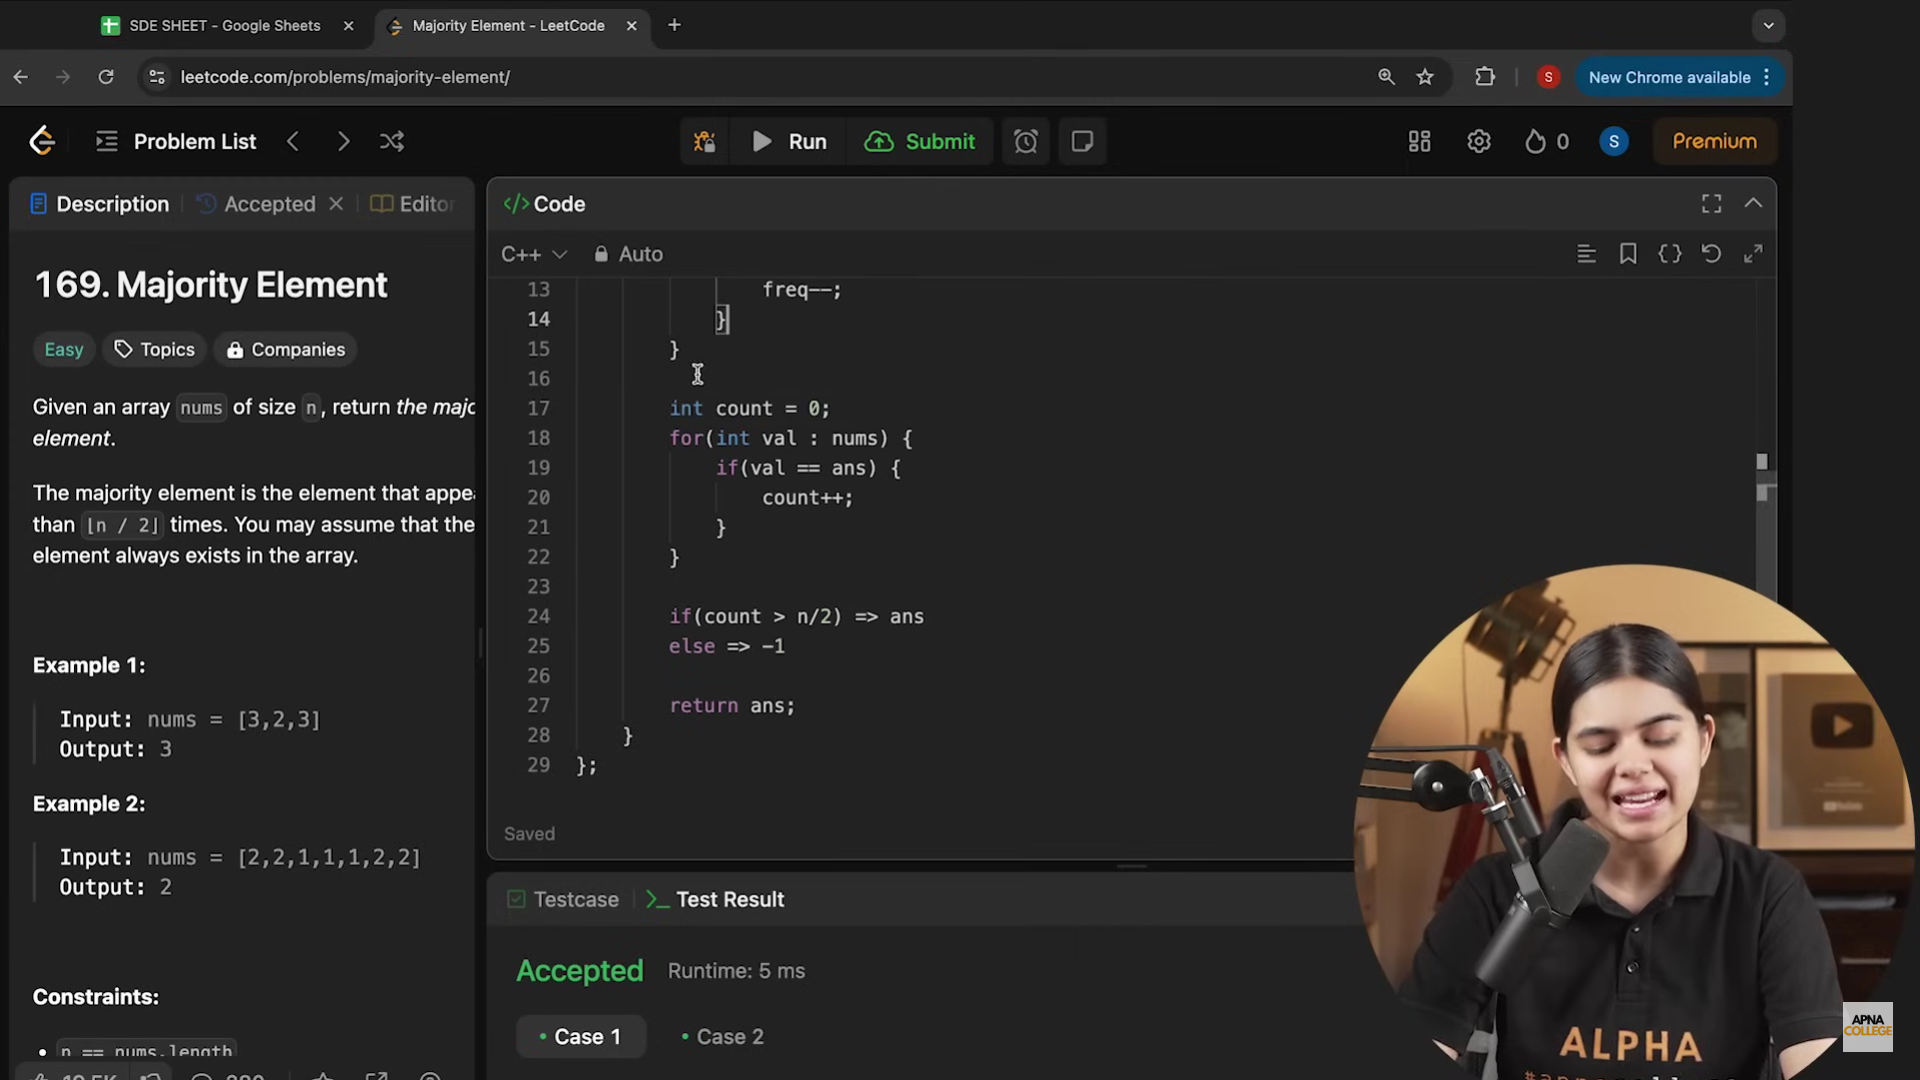 SDE SHEET - Google Sheets
Majority Element - LeetCode
leetcode.com/problems/majority-element/
S
New Chrome available
Problem List
Run
Submit
0
S
Premium
Description
Accepted
Editor
169. Majority Element
Easy
Topics
Companies
Given an array nums of size n, return the majo
element.
The majority element is the element that appea
than ⌊n / 2⌋ times. You may assume that the
element always exists in the array.
Example 1:
Input: nums = [3,2,3]
Output: 3
Example 2:
Input: nums = [2,2,1,1,1,2,2]
Output: 2
Constraints:
n == nums.length
</> Code
C++
Auto
13 freq--;
14 }
15 }
16
17 int count = 0;
18 for(int val : nums) {
19 if(val == ans) {
20 count++;
21 }
22 }
23
24 if(count > n/2) => ans
25 else => -1
26
27 return ans;
28 }
29 };
Saved
Testcase
Test Result
Accepted
Runtime: 5 ms
Case 1
Case 2
ALPHA
APNA
COLLEGE